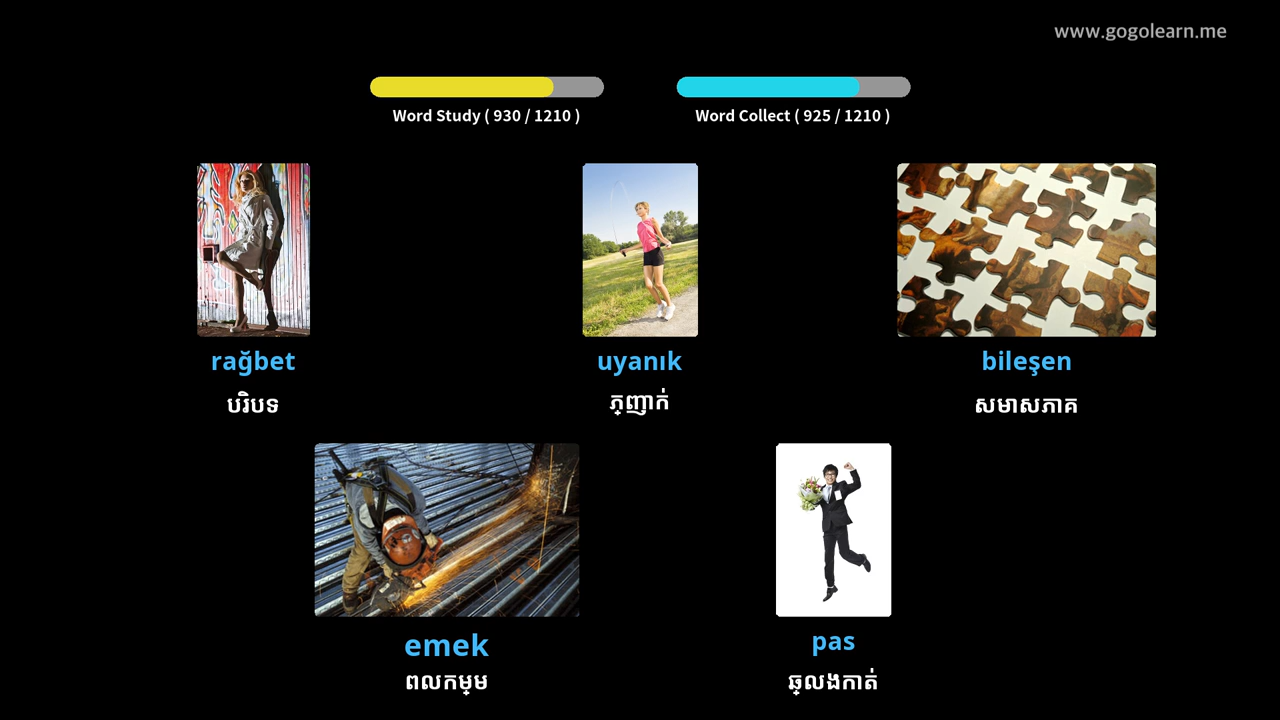 www.gogolearn.me
Word Study ( 930 / 1210 )
Word Collect ( 925 / 1210 )
rağbet
uyanık
bileşen
បរិបទ
ភ្ញាក់
សមាសភាគ
emek
pas
ពលកម្ម
ឆ្លងកាត់